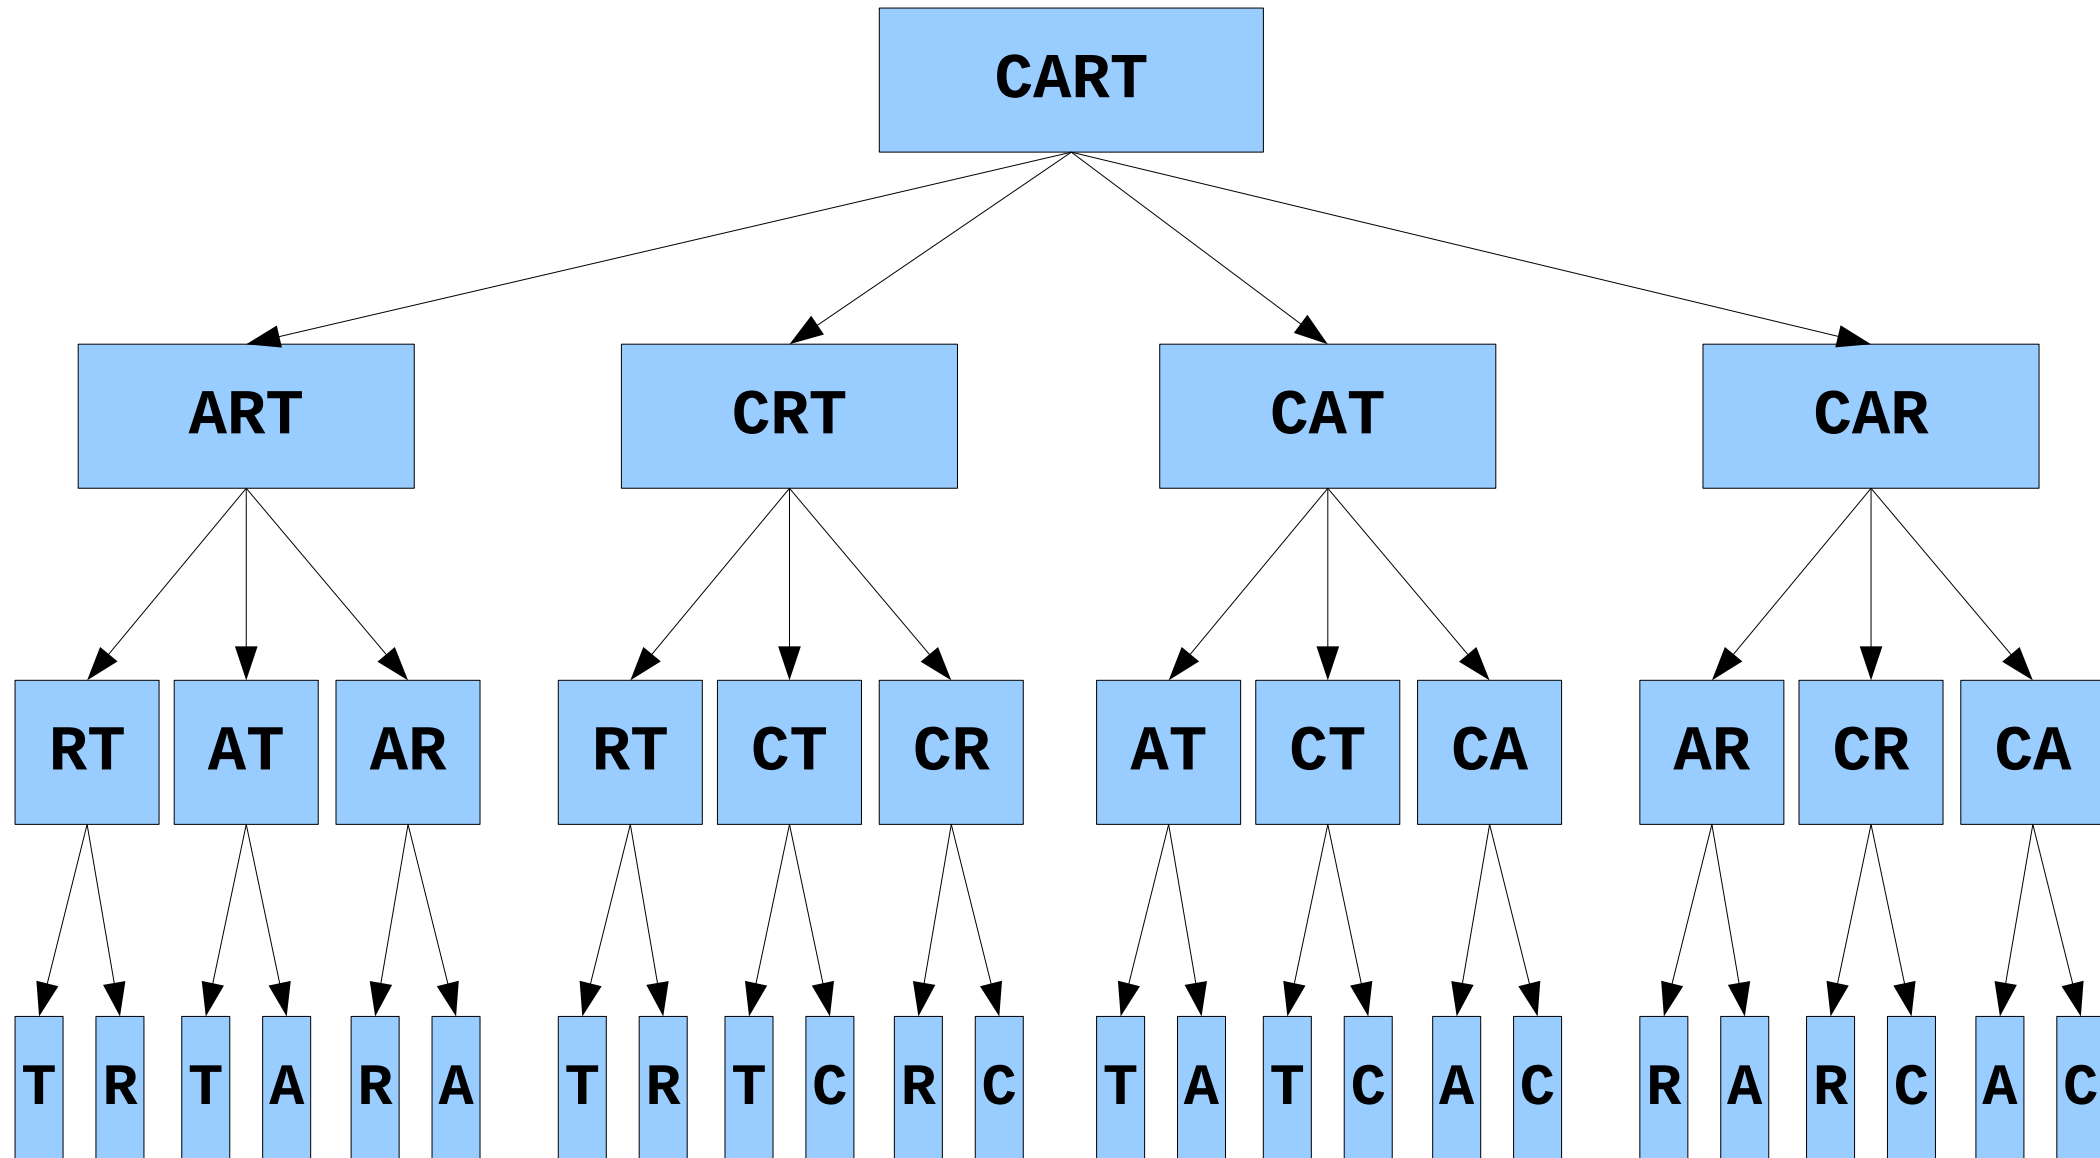 CART
ART CRT CAT CAR
RT AT AR RT CT CR AT CT CA AR CR CA
T R T A R A T R T C R C T A T C A C R A R C A C